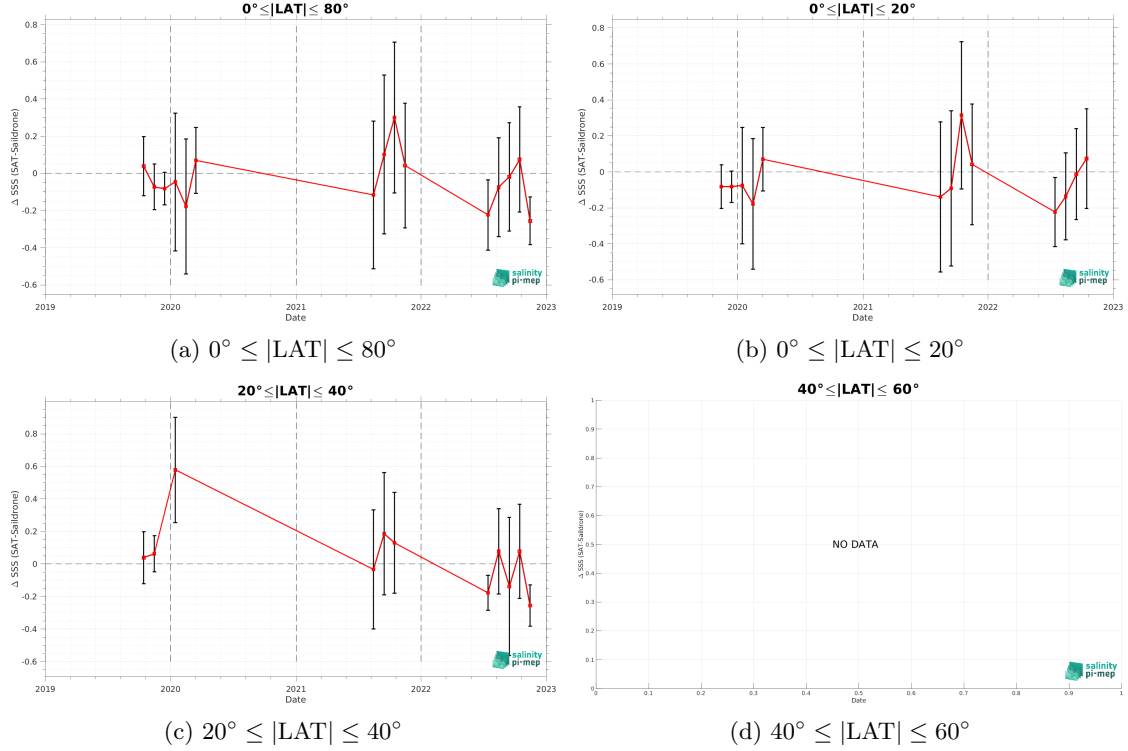 0°≤|LAT|≤ 80°
Δ SSS (SAT-Saildrone)
0.8
0.6
0.4
0.2
0
-0.2
-0.4
-0.6
2019
2020
2021
2022
2023
Date
salinity
pi-mep
(a) 0° ≤ |LAT| ≤ 80°
0°≤|LAT|≤ 20°
Δ SSS (SAT-Saildrone)
0.8
0.6
0.4
0.2
0
-0.2
-0.4
-0.6
2019
2020
2021
2022
2023
Date
salinity
pi-mep
(b) 0° ≤ |LAT| ≤ 20°
20°≤|LAT|≤ 40°
Δ SSS (SAT-Saildrone)
0.8
0.6
0.4
0.2
0
-0.2
-0.4
-0.6
2019
2020
2021
2022
2023
Date
salinity
pi-mep
(c) 20° ≤ |LAT| ≤ 40°
40°≤|LAT|≤ 60°
Δ SSS (SAT-Saildrone)
1
0.9
0.8
0.7
0.6
0.5
0.4
0.3
0.2
0.1
0
NO DATA
0
0.1
0.2
0.3
0.4
0.5
0.6
0.7
0.8
0.9
1
Date
salinity
pi-mep
(d) 40° ≤ |LAT| ≤ 60°